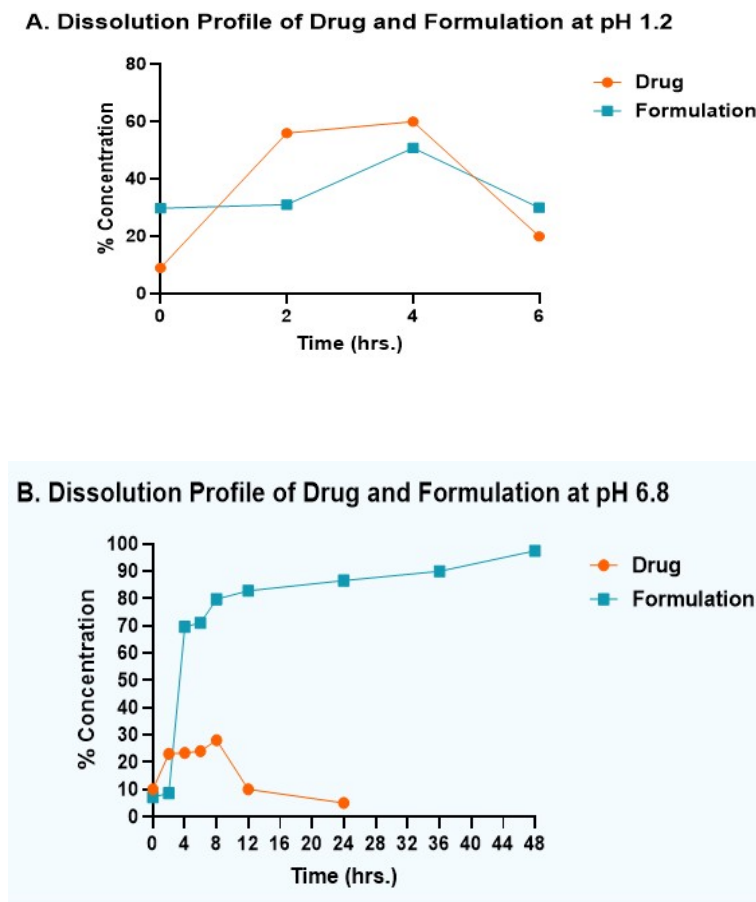 A. Dissolution Profile of Drug and Formulation at pH 1.2
80
60
40
20
0
% Concentration
0 2 4 6
Time (hrs.)
Drug
Formulation
B. Dissolution Profile of Drug and Formulation at pH 6.8
100
90
80
70
60
50
40
30
20
10
0
% Concentration
0 4 8 12 16 20 24 28 32 36 40 44 48
Time (hrs.)
Drug
Formulation